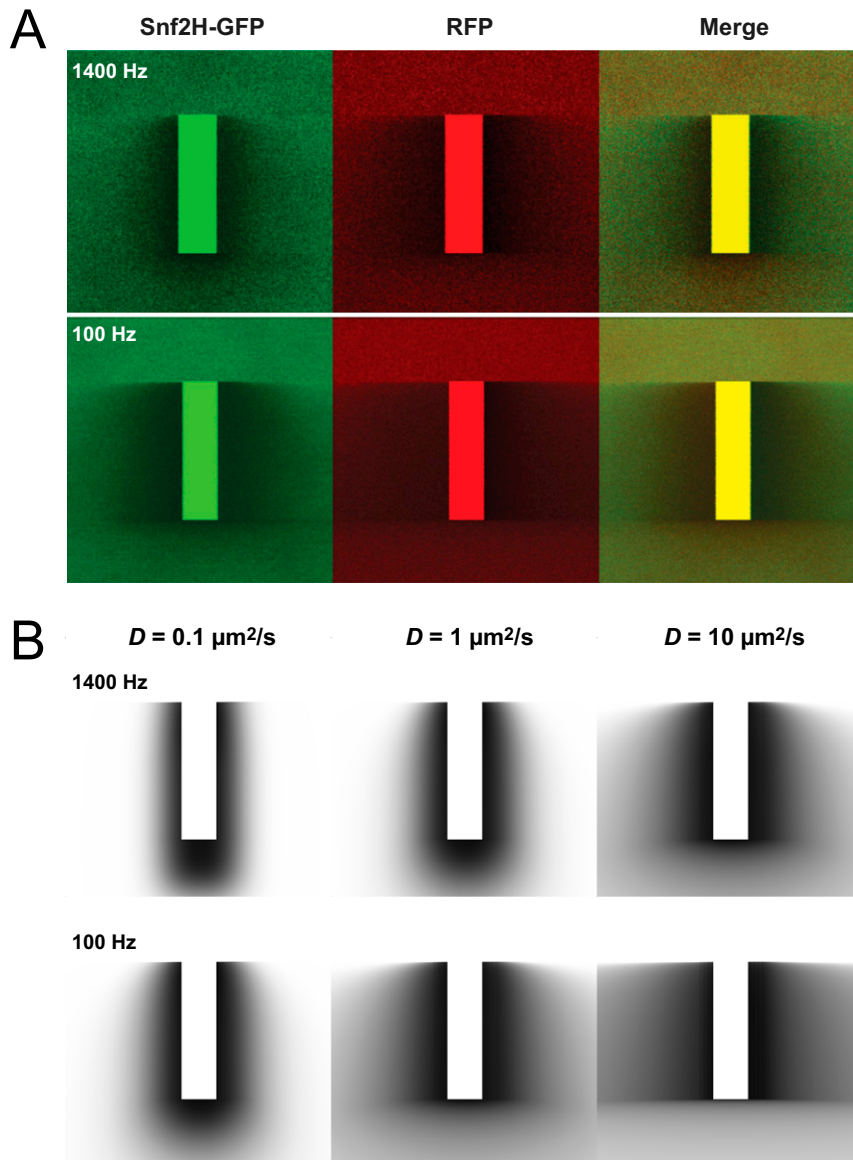 A
Snf2H-GFP RFP Merge
1400 Hz
100 Hz
B
D = 0.1 µm²/s D = 1 µm²/s D = 10 µm²/s
1400 Hz
100 Hz